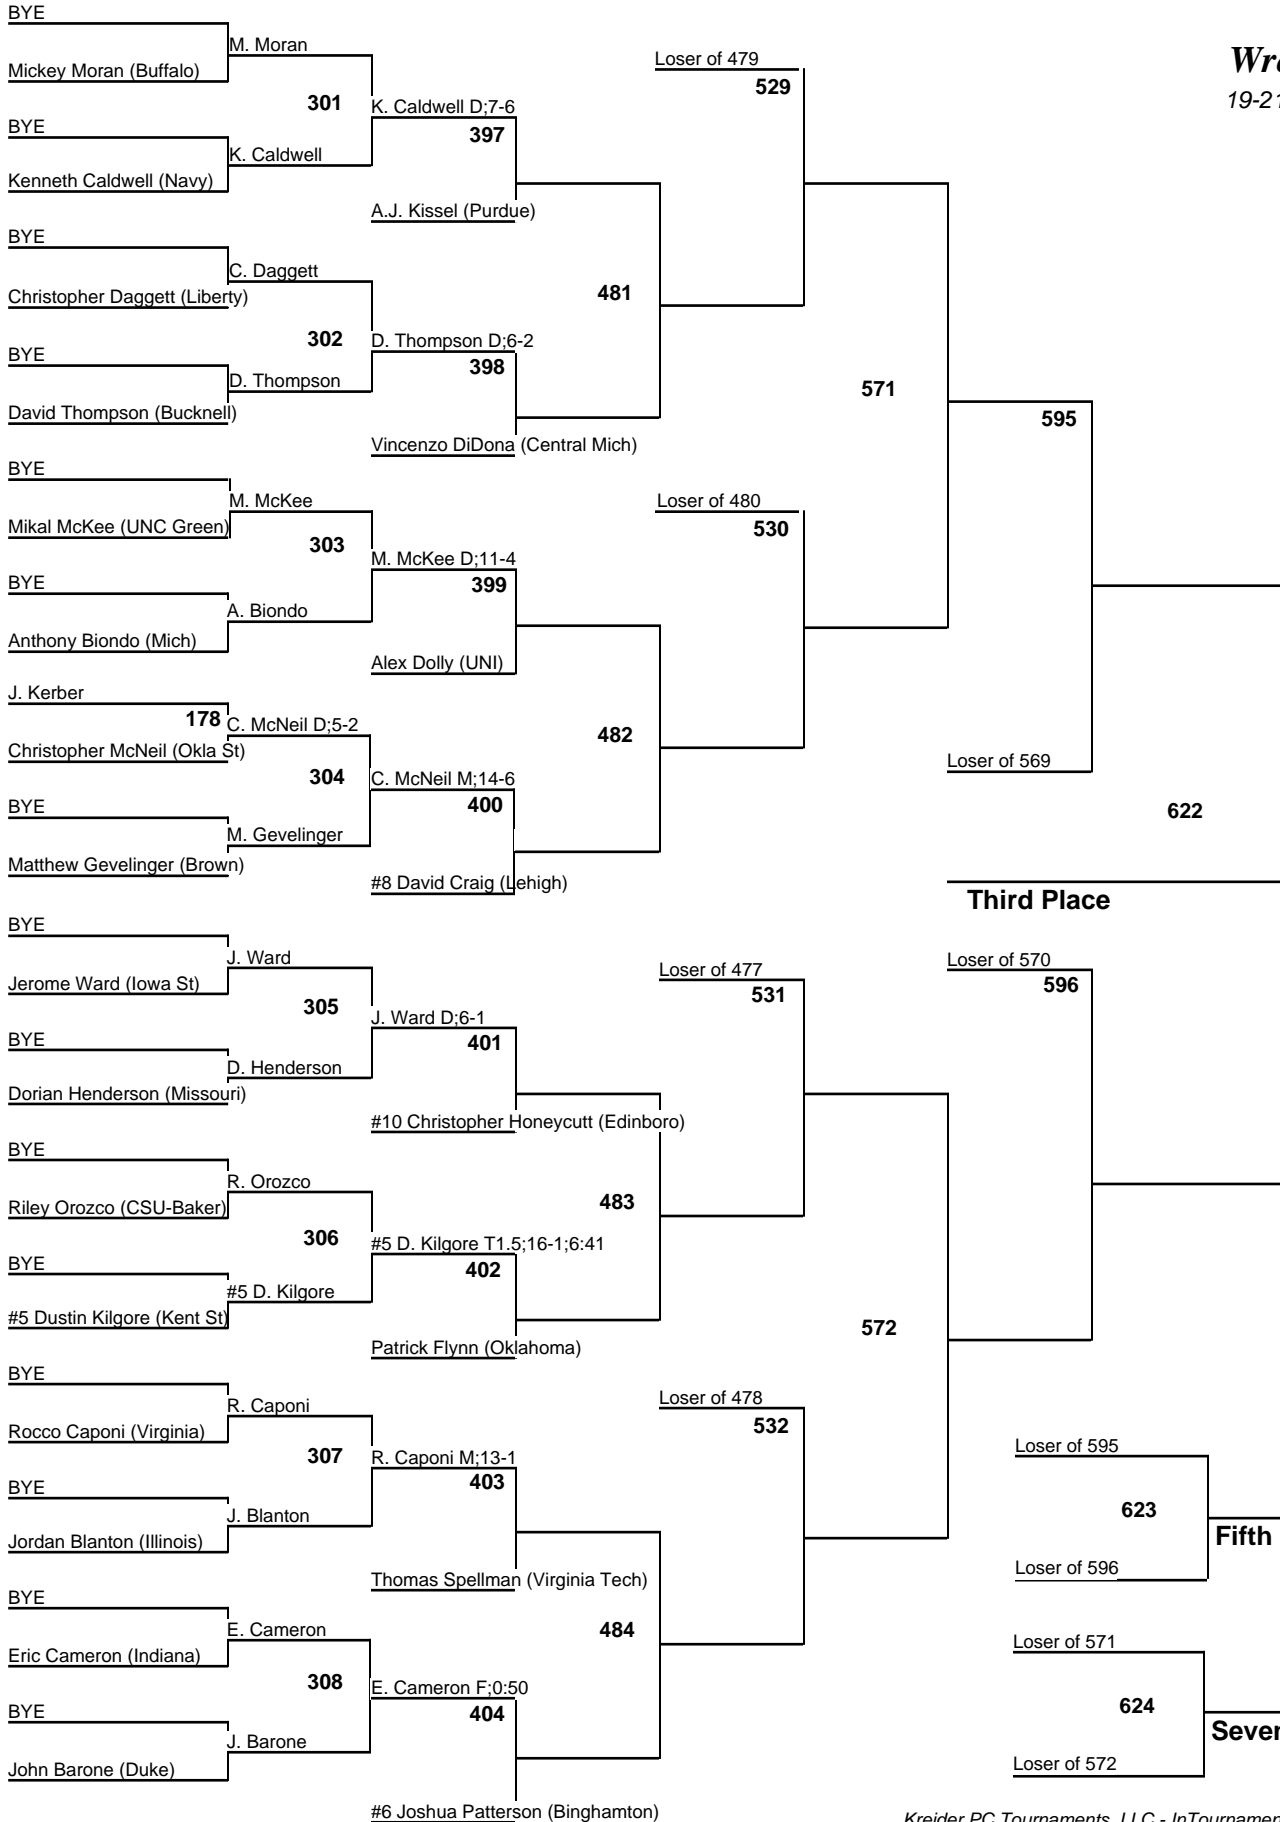 BYE
M. Moran
Mickey Moran (Buffalo)
301
BYE
K. Caldwell
Kenneth Caldwell (Navy)
K. Caldwell D;7-6
397
A.J. Kissel (Purdue)
BYE
C. Daggett
Christopher Daggett (Liberty)
302
BYE
D. Thompson
David Thompson (Bucknell)
D. Thompson D;6-2
398
Vincenzo DiDona (Central Mich)
481
Loser of 479
529
BYE
M. McKee
Mikal McKee (UNC Green)
303
BYE
A. Biondo
Anthony Biondo (Mich)
M. McKee D;11-4
399
Alex Dolly (UNI)
J. Kerber
178
C. McNeil D;5-2
Christopher McNeil (Okla St)
304
BYE
M. Gevelinger
Matthew Gevelinger (Brown)
C. McNeil M;14-6
400
#8 David Craig (Lehigh)
482
Loser of 480
530
571
595
Loser of 569
622
Third Place
BYE
J. Ward
Jerome Ward (Iowa St)
305
BYE
D. Henderson
Dorian Henderson (Missouri)
J. Ward D;6-1
401
#10 Christopher Honeycutt (Edinboro)
BYE
R. Orozco
Riley Orozco (CSU-Baker)
306
BYE
#5 D. Kilgore
#5 Dustin Kilgore (Kent St)
#5 D. Kilgore T1.5;16-1;6:41
402
Patrick Flynn (Oklahoma)
483
Loser of 477
531
BYE
R. Caponi
Rocco Caponi (Virginia)
307
BYE
J. Blanton
Jordan Blanton (Illinois)
R. Caponi M;13-1
403
Thomas Spellman (Virginia Tech)
BYE
E. Cameron
Eric Cameron (Indiana)
308
BYE
J. Barone
John Barone (Duke)
E. Cameron F;0:50
404
#6 Joshua Patterson (Binghamton)
484
Loser of 478
532
572
Loser of 570
596
Loser of 595
623
Loser of 596
Fifth
Loser of 571
624
Loser of 572
Seven
Wre
19-21
Kreider PC Tournaments, LLC - InTournamen